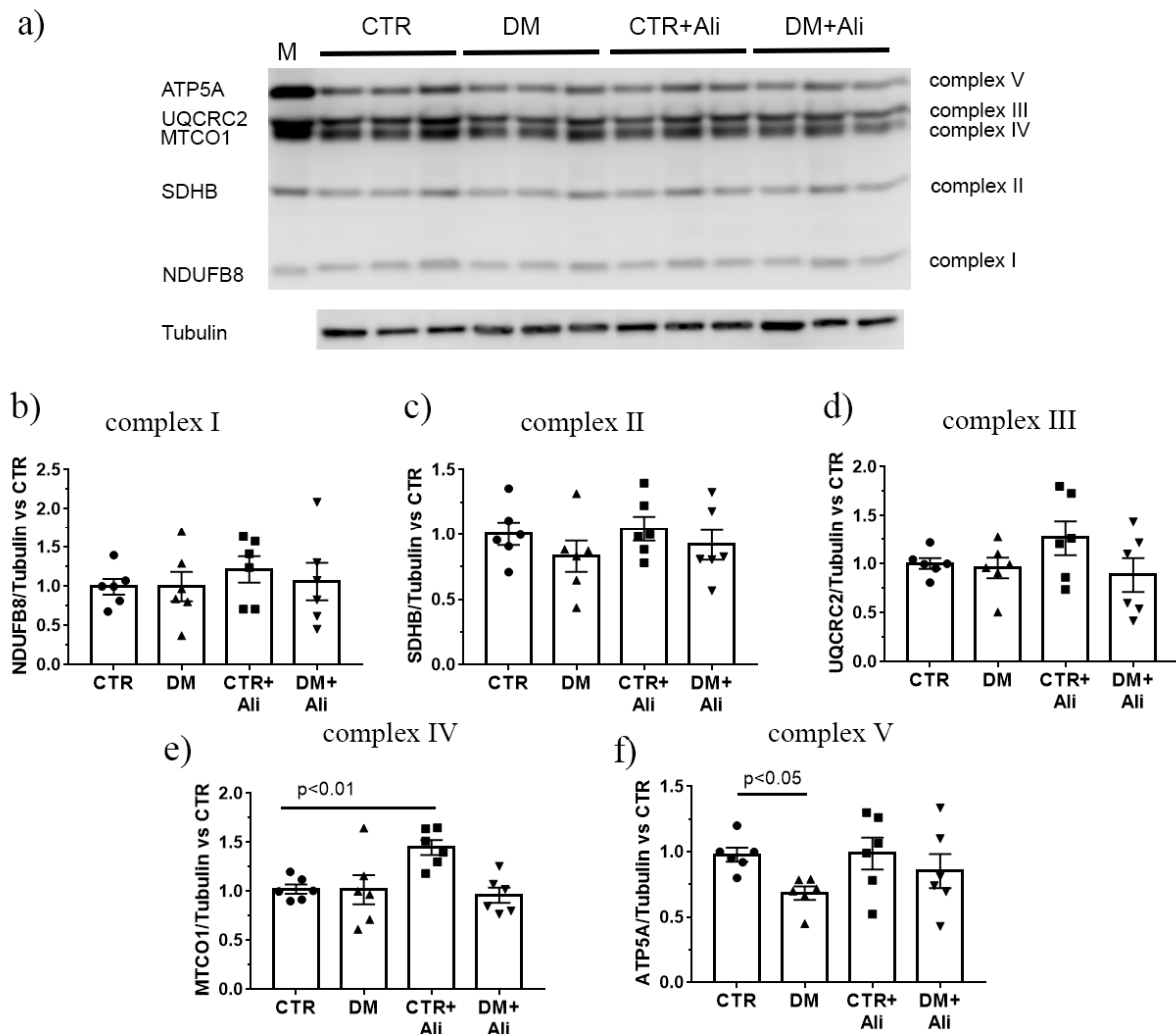 a)
CTR DM CTR+Ali DM+Ali
M
ATP5A complex V
UQCRC2 complex III
MTCO1 complex IV
SDHB complex II
NDUFB8 complex I
Tubulin
b) complex I
NDUFB8/Tubulin vs CTR
2.5
2.0
1.5
1.0
0.5
0.0
CTR DM CTR+ DM+
Ali Ali
c) complex II
SDHB/Tubulin vs CTR
1.5
1.0
0.5
0.0
CTR DM CTR+ DM+
Ali Ali
d) complex III
UQCRC2/Tubulin vs CTR
2.0
1.5
1.0
0.5
0.0
CTR DM CTR+ DM+
Ali Ali
e) complex IV
MTCO1/Tubulin vs CTR
2.0
1.5
1.0
0.5
0.0
p<0.01
CTR DM CTR+ DM+
Ali Ali
f) complex V
ATP5A/Tubulin vs CTR
1.5
1.0
0.5
0.0
p<0.05
CTR DM CTR+ DM+
Ali Ali